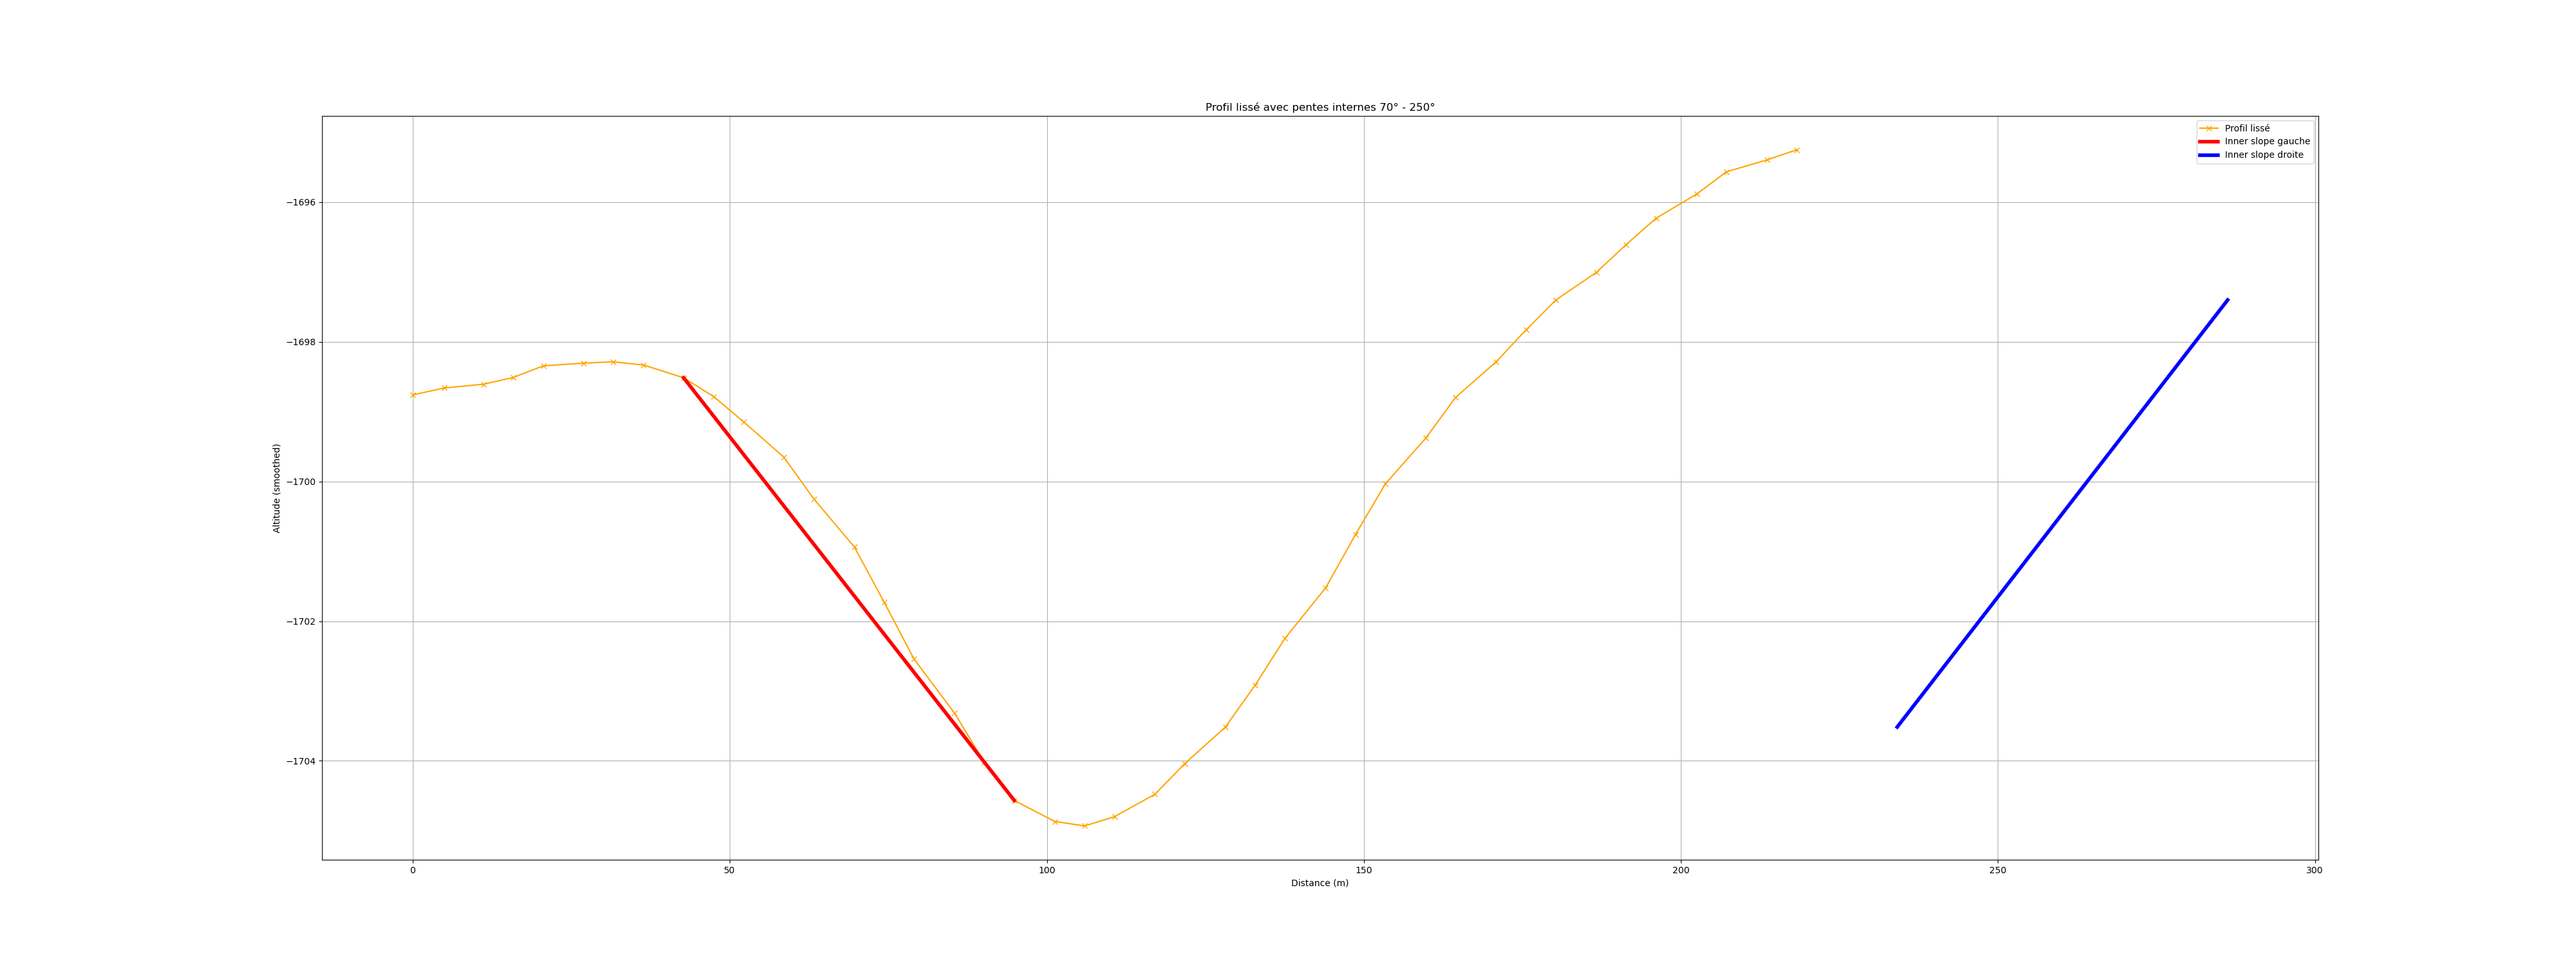 Profil lissé avec pentes internes 70° - 250°
Profil lissé
Inner slope gauche
Inner slope droite
−1696
−1698
−1700
−1702
−1704
Altitude (smoothed)
0
50
100
150
200
250
300
Distance (m)